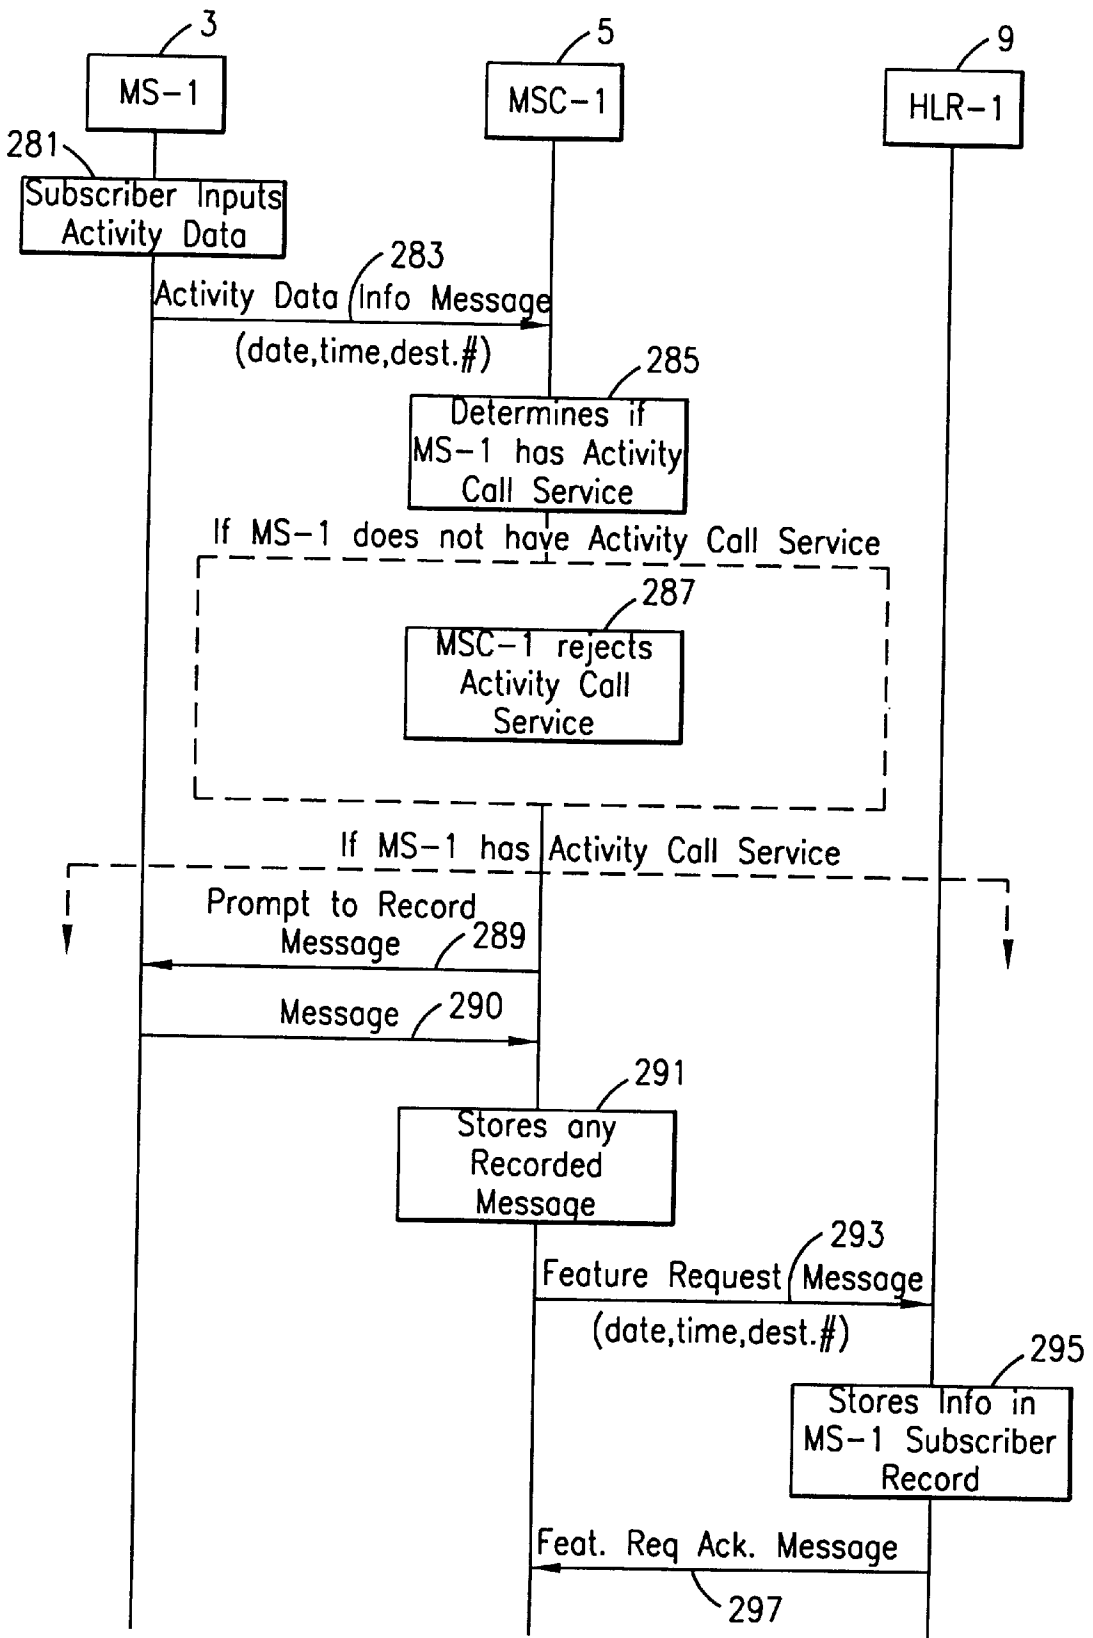 3
5
9
MS-1
MSC-1
HLR-1
281
Subscriber Inputs
Activity Data
283
Activity Data Info Message
(date,time,dest.#)
285
Determines if
MS-1 has Activity
Call Service
If MS-1 does not have Activity Call Service
287
MSC-1 rejects
Activity Call
Service
If MS-1 has Activity Call Service
Prompt to Record
Message
289
Message
290
291
Stores any
Recorded
Message
293
Feature Request Message
(date,time,dest.#)
295
Stores Info in
MS-1 Subscriber
Record
Feat. Req Ack. Message
297